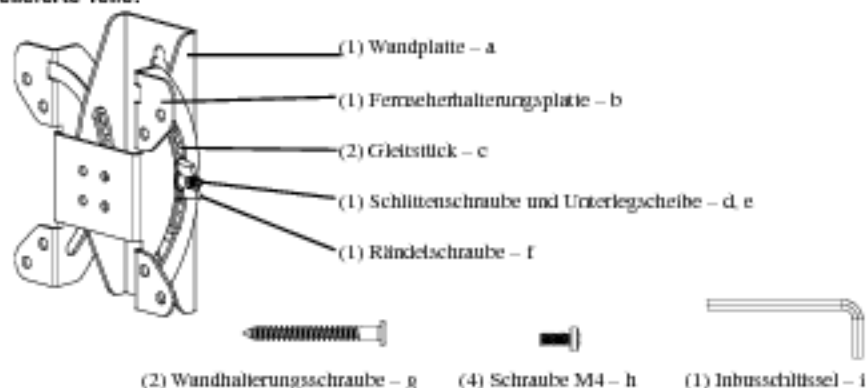 (1) Wandplatte – a
(1) Fernseherhalterungsplatte – b
(2) Gleitstück – c
(1) Schlittenschraube und Unterlegscheibe – d, e
(1) Rändelschraube – f
(2) Wandhalterungsschraube – g (4) Schraube M4 – h (1) Inbusschlüssel – i